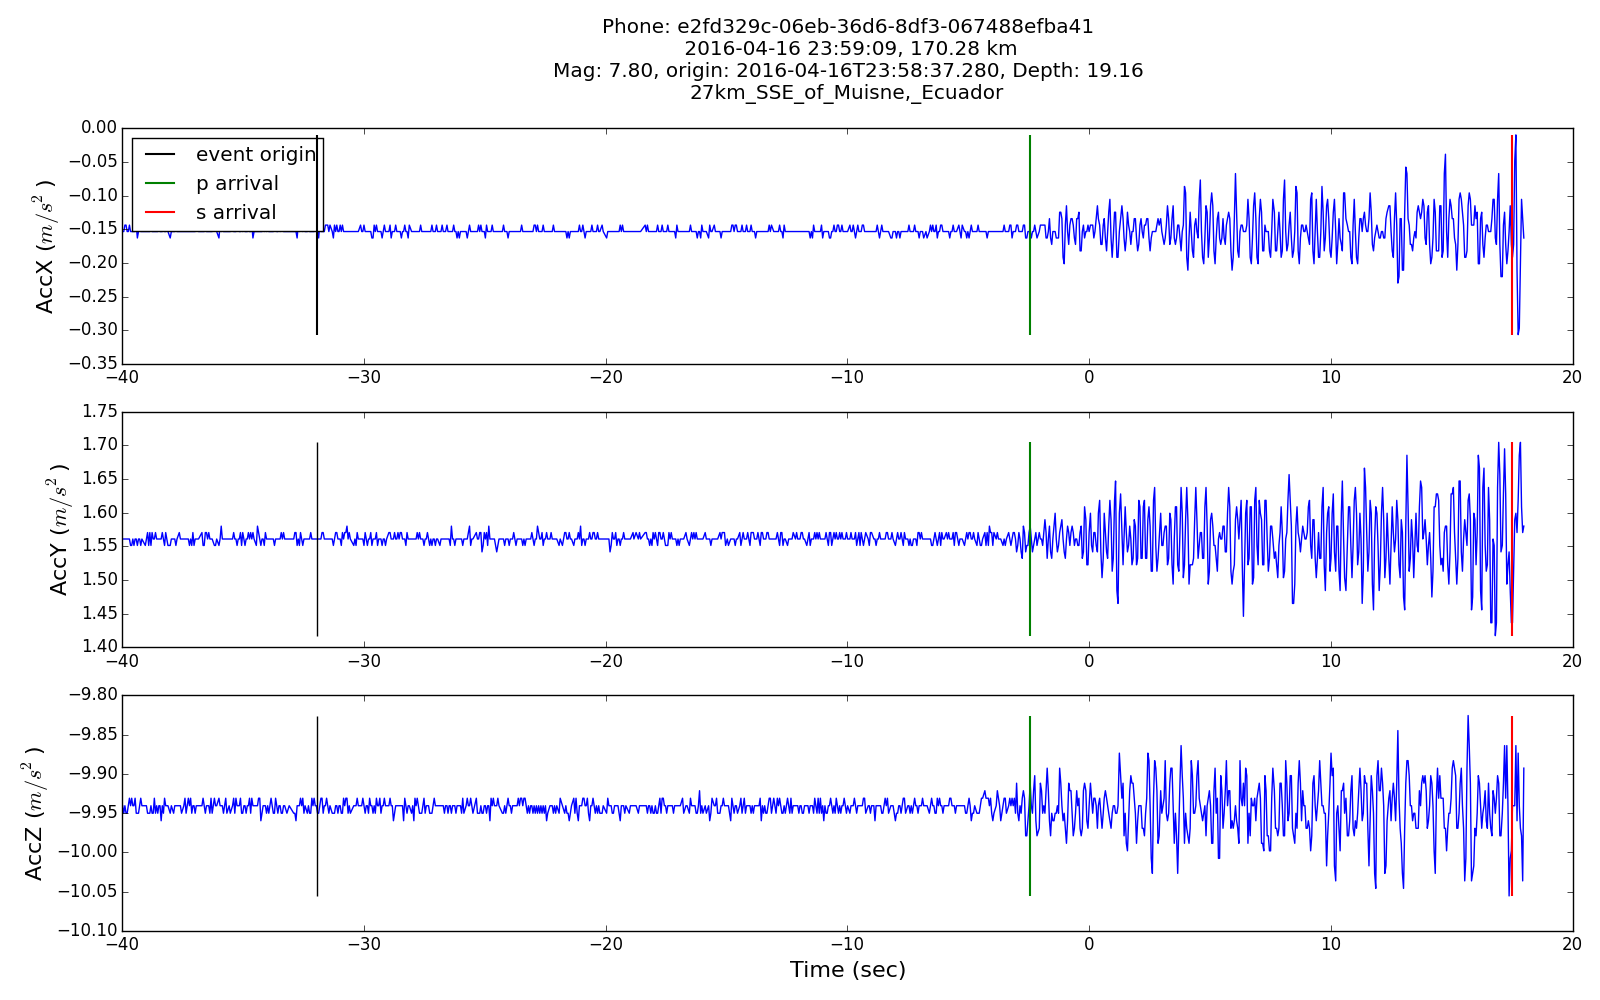 Phone: e2fd329c-06eb-36d6-8df3-067488efba41
2016-04-16 23:59:09, 170.28 km
Mag: 7.80, origin: 2016-04-16T23:58:37.280, Depth: 19.16
27km_SSE_of_Muisne,_Ecuador
AccX (m/s²)
0.00
−0.05
−0.10
−0.15
−0.20
−0.25
−0.30
−0.35
event origin
p arrival
s arrival
−40 −30 −20 −10 0 10 20
AccY (m/s²)
1.75
1.70
1.65
1.60
1.55
1.50
1.45
1.40
−40 −30 −20 −10 0 10 20
AccZ (m/s²)
−9.80
−9.85
−9.90
−9.95
−10.00
−10.05
−10.10
−40 −30 −20 −10 0 10 20
Time (sec)